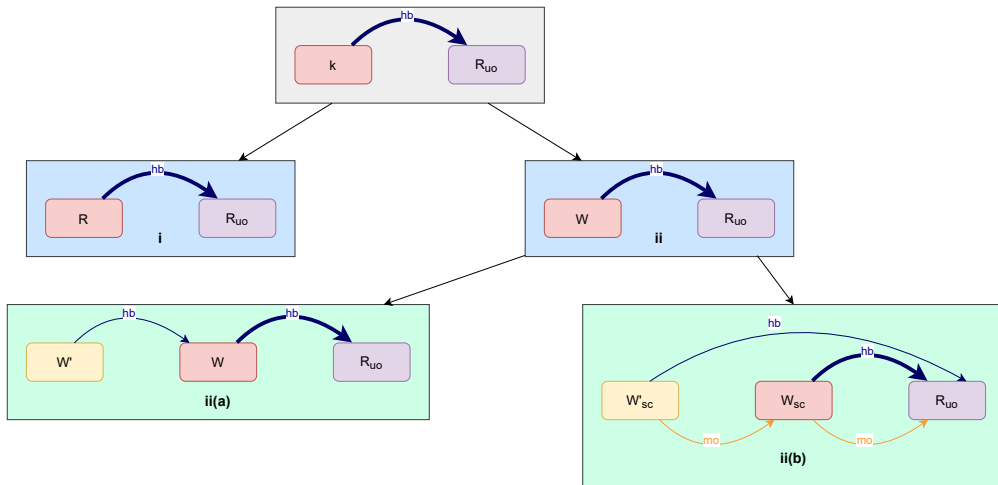 hb
k
R_uo
hb
R
R_uo
i
hb
W
R_uo
ii
hb
hb
W'
W
R_uo
ii(a)
hb
hb
W'_sc
W_sc
R_uo
mo
mo
ii(b)